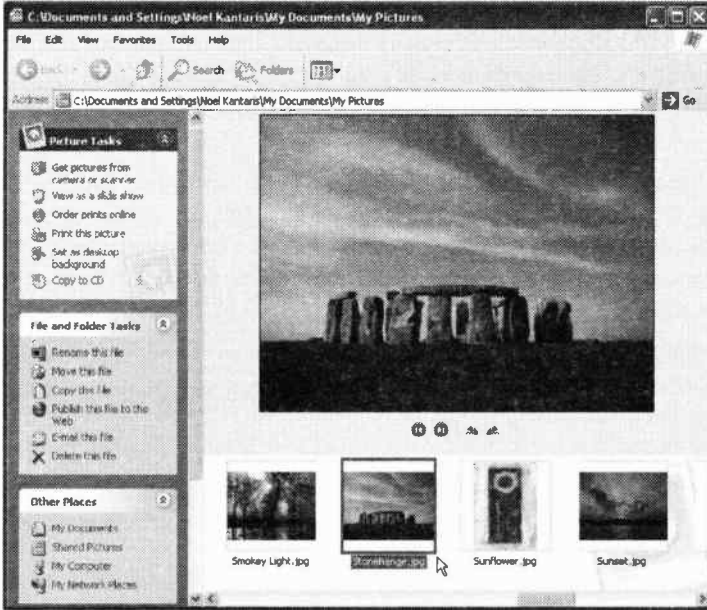 C:\Documents and Settings\Noel Kantaris\My Documents\My Pictures
File Edit View Favorites Tools Help
Back Search Folders
Address C:\Documents and Settings\Noel Kantaris\My Documents\My Pictures Go
Picture Tasks
Get pictures from
camera or scanner
View as a slide show
Order prints online
Print this picture
Set as desktop
background
Copy to CD
File and Folder Tasks
Rename this file
Move this file
Copy this file
Publish this file to the
Web
E-mail this file
Delete this file
Other Places
My Documents
Shared Pictures
My Computer
My Network Places
Smokey Light.jpg Stonehenge.jpg Sunflower.jpg Sunset.jpg